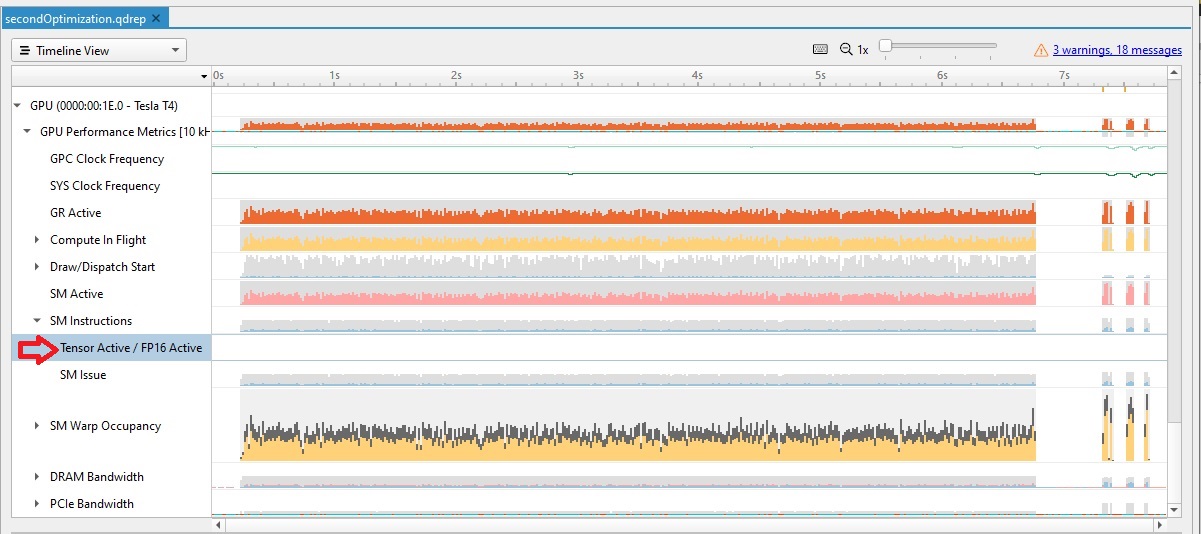 secondOptimization.qdrep ×
Timeline View
1x
3 warnings, 18 messages
0s 1s 2s 3s 4s 5s 6s 7s
GPU (0000:00:1E.0 - Tesla T4)
GPU Performance Metrics [10 kH
GPC Clock Frequency
SYS Clock Frequency
GR Active
Compute In Flight
Draw/Dispatch Start
SM Active
SM Instructions
Tensor Active / FP16 Active
SM Issue
SM Warp Occupancy
DRAM Bandwidth
PCIe Bandwidth